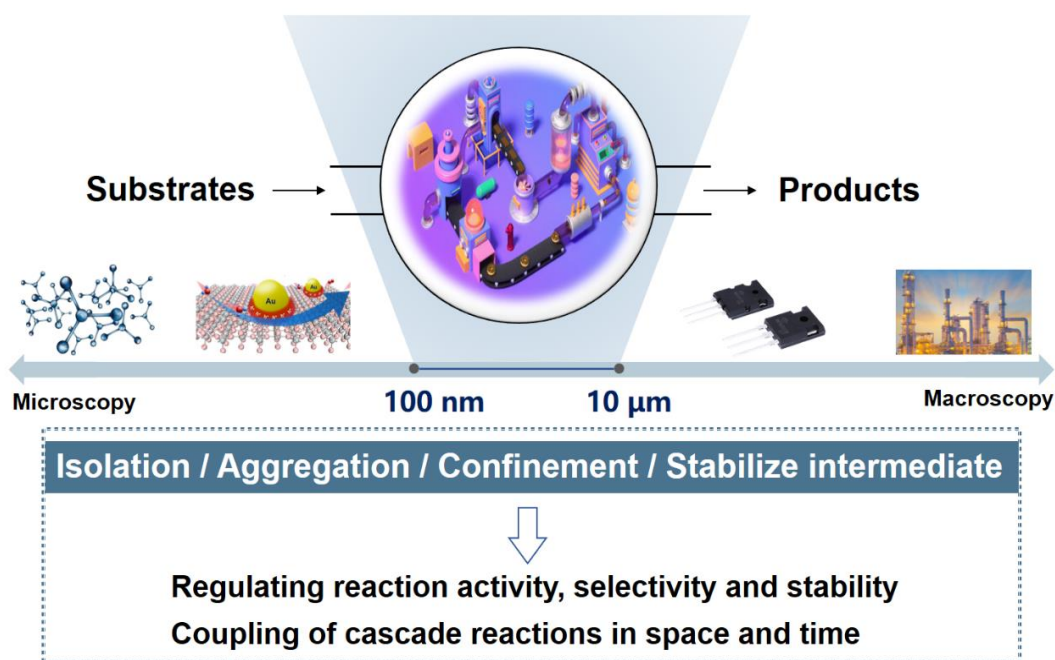 Substrates
Products
Au
Au
Microscopy
100 nm
10 μm
Macroscopy
Isolation / Aggregation / Confinement / Stabilize intermediate
Regulating reaction activity, selectivity and stability
Coupling of cascade reactions in space and time